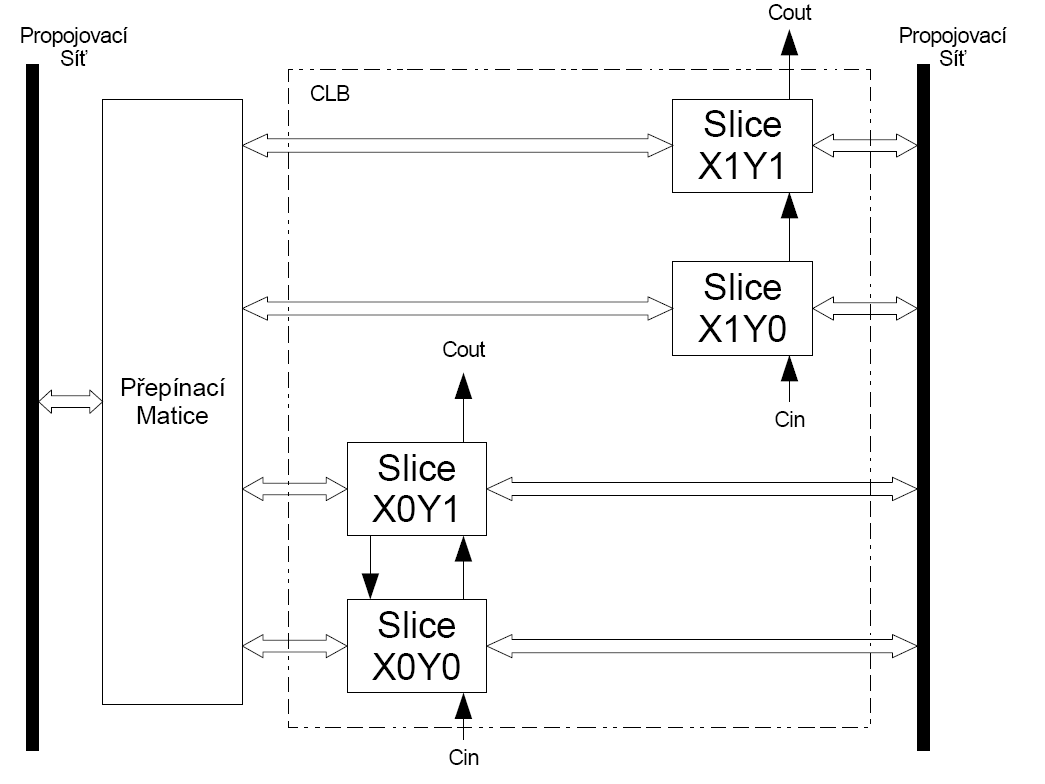 Cout
Propojovací
Síť
Propojovací
Síť
CLB
Slice
X1Y1
Slice
X1Y0
Cout
Přepínací
Matice
Cin
Slice
X0Y1
Slice
X0Y0
Cin